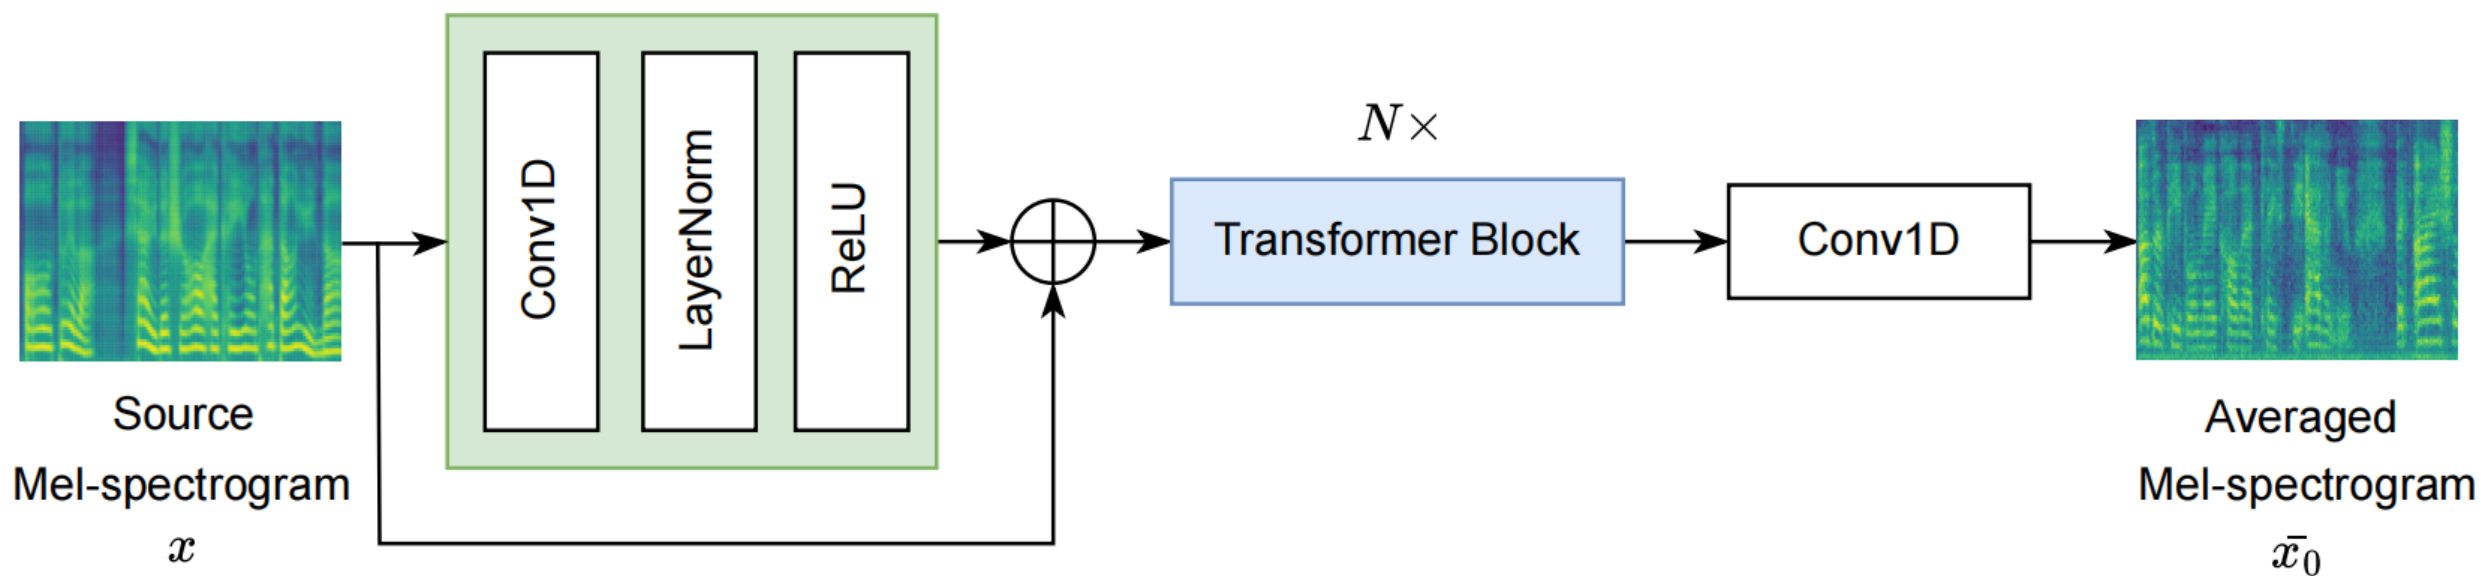 Source
Mel-spectrogram
x
Conv1D
LayerNorm
ReLU
N×
Transformer Block
Conv1D
Averaged
Mel-spectrogram
x̄₀